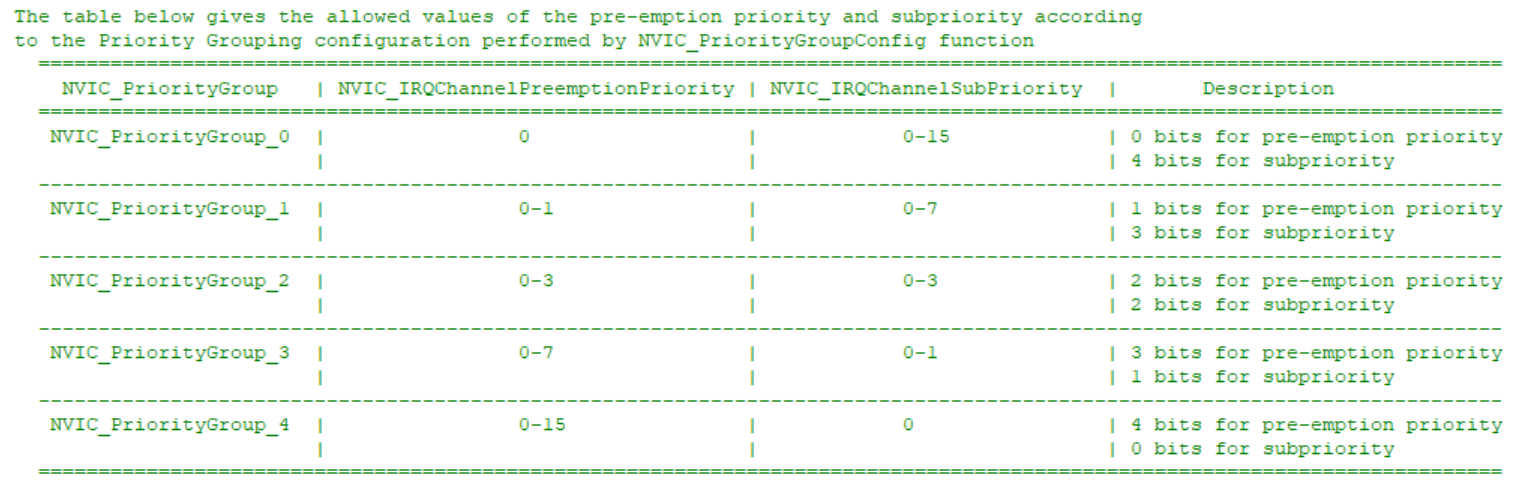 The table below gives the allowed values of the pre-emption priority and subpriority according
to the Priority Grouping configuration performed by NVIC_PriorityGroupConfig function
============================================================================================================================
NVIC_PriorityGroup | NVIC_IRQChannelPreemptionPriority | NVIC_IRQChannelSubPriority | Description
============================================================================================================================
NVIC_PriorityGroup_0 | 0 | 0-15 | 0 bits for pre-emption priority
| | | 4 bits for subpriority
----------------------------------------------------------------------------------------------------------------------------
NVIC_PriorityGroup_1 | 0-1 | 0-7 | 1 bits for pre-emption priority
| | | 3 bits for subpriority
----------------------------------------------------------------------------------------------------------------------------
NVIC_PriorityGroup_2 | 0-3 | 0-3 | 2 bits for pre-emption priority
| | | 2 bits for subpriority
----------------------------------------------------------------------------------------------------------------------------
NVIC_PriorityGroup_3 | 0-7 | 0-1 | 3 bits for pre-emption priority
| | | 1 bits for subpriority
----------------------------------------------------------------------------------------------------------------------------
NVIC_PriorityGroup_4 | 0-15 | 0 | 4 bits for pre-emption priority
| | | 0 bits for subpriority
============================================================================================================================